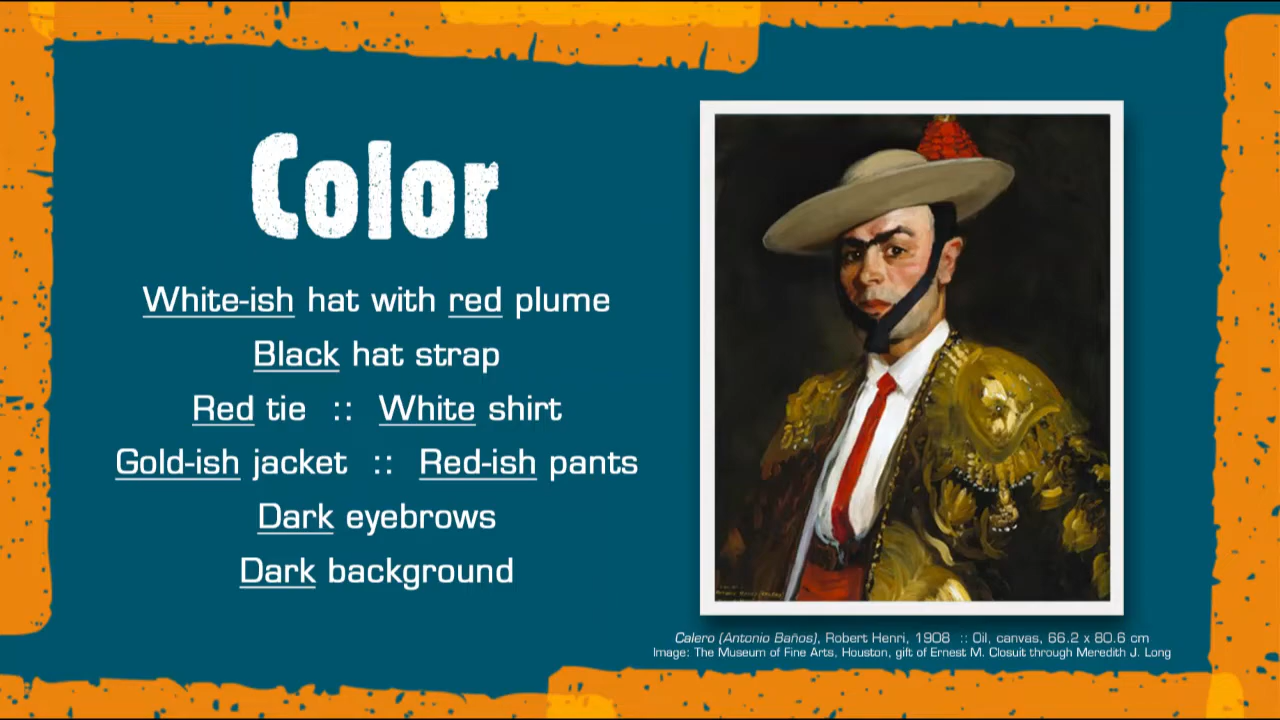 Color
White-ish hat with red plume
Black hat strap
Red tie :: White shirt
Gold-ish jacket :: Red-ish pants
Dark eyebrows
Dark background
Calero (Antonio Baños), Robert Henri, 1908 :: Oil, canvas, 66.2 x 80.6 cm
Image: The Museum of Fine Arts, Houston, gift of Ernest M. Closuit through Meredith J. Long